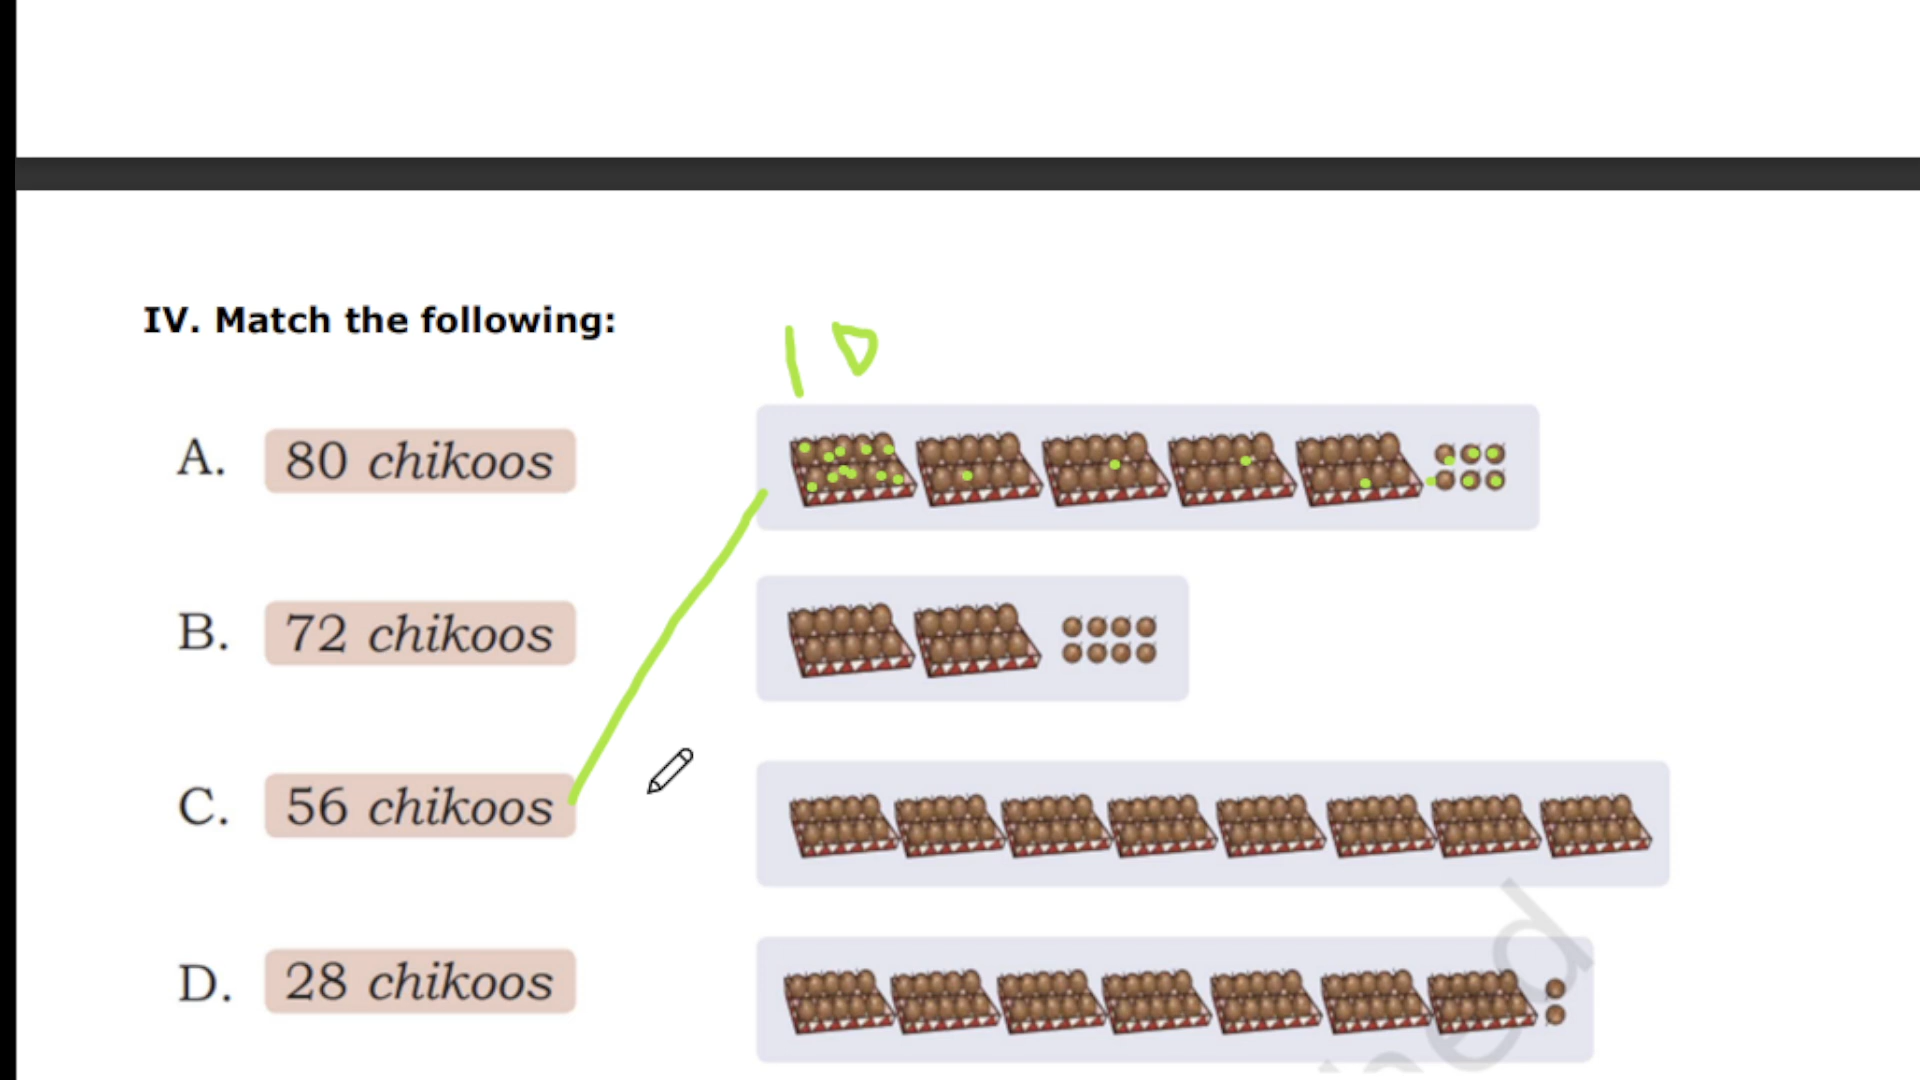 IV. Match the following:
10
A. 80 chikoos
B. 72 chikoos
C. 56 chikoos
D. 28 chikoos